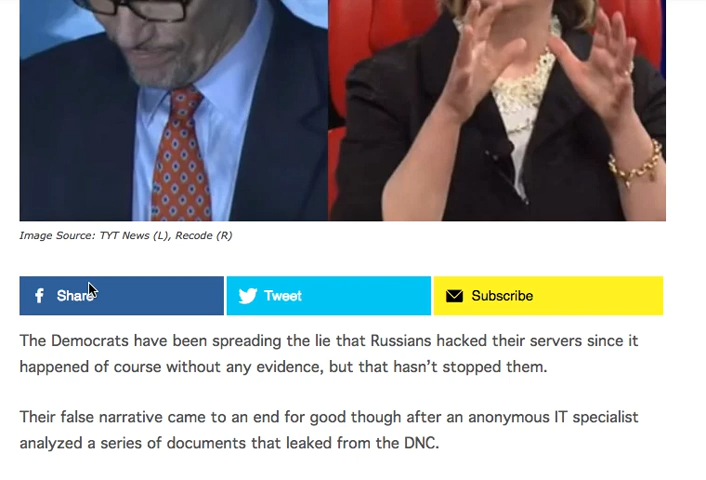 Image Source: TYT News (L), Recode (R)
Share
Tweet
Subscribe
The Democrats have been spreading the lie that Russians hacked their servers since it
happened of course without any evidence, but that hasn’t stopped them.
Their false narrative came to an end for good though after an anonymous IT specialist
analyzed a series of documents that leaked from the DNC.